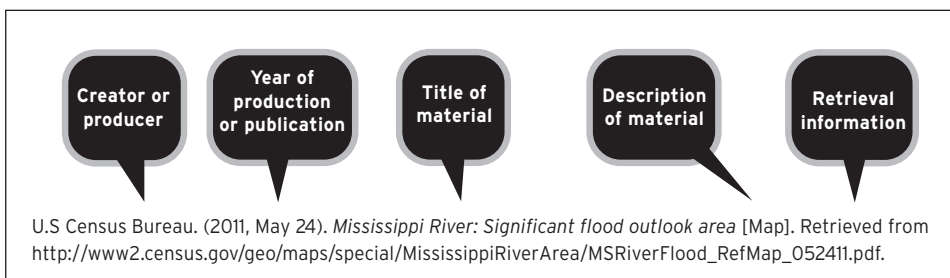 Creator or
producer
Year of
production
or publication
Title of
material
Description
of material
Retrieval
information
U.S Census Bureau. (2011, May 24). Mississippi River: Significant flood outlook area [Map]. Retrieved from
http://www2.census.gov/geo/maps/special/MississippiRiverArea/MSRiverFlood_RefMap_052411.pdf.